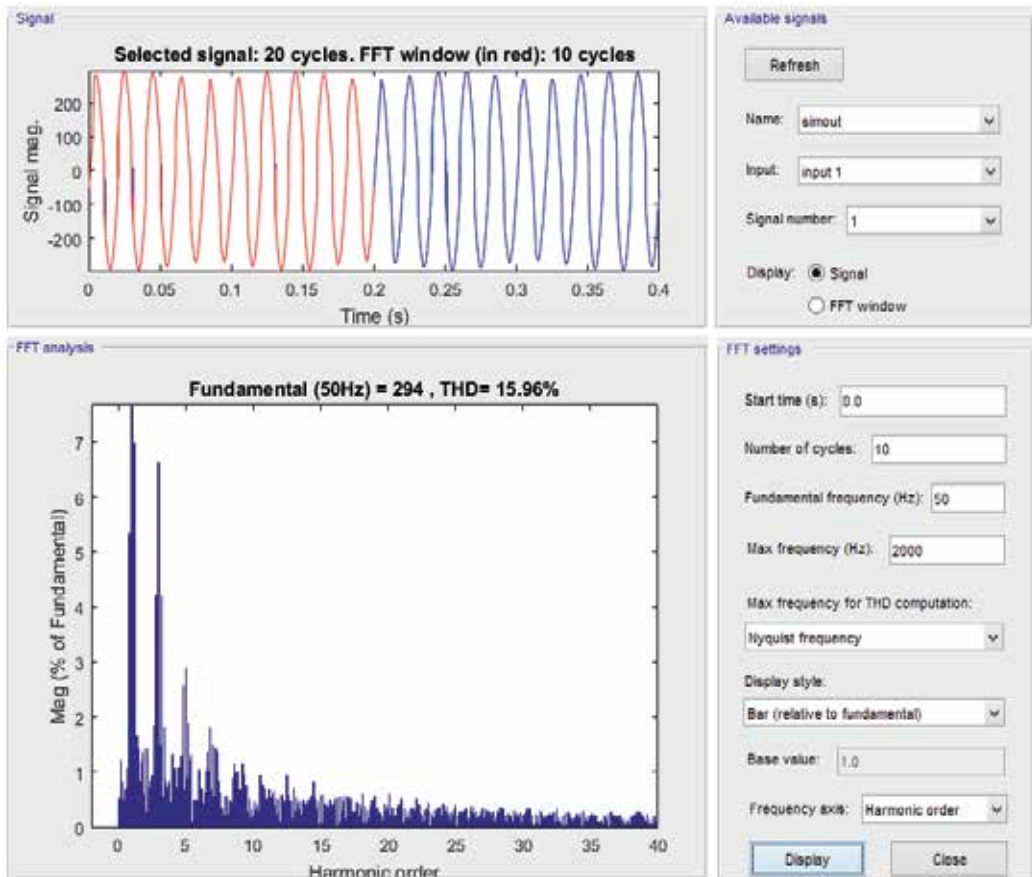 Signal
Selected signal: 20 cycles. FFT window (in red): 10 cycles
Signal mag.
200
100
0
-100
-200
0
0.05
0.1
0.15
0.2
0.25
0.3
0.35
0.4
Time (s)
Available signals
Refresh
Name: simout
Input: input 1
Signal number: 1
Display: Signal
FFT window
FFT analysis
Fundamental (50Hz) = 294 , THD= 15.96%
Mag (% of Fundamental)
7
6
5
4
3
2
1
0
0
5
10
15
20
25
30
35
40
Harmonic order
FFT settings
Start time (s): 0.0
Number of cycles: 10
Fundamental frequency (Hz): 50
Max frequency (Hz): 2000
Max frequency for THD computation:
Nyquist frequency
Display style:
Bar (relative to fundamental)
Base value: 1.0
Frequency axis: Harmonic order
Display
Close